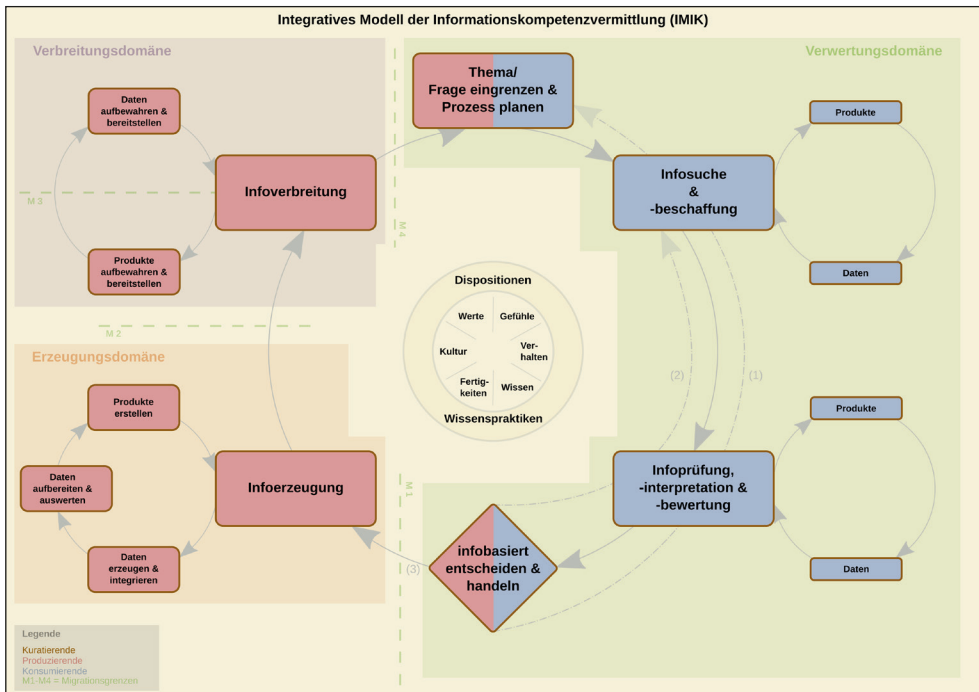 Integratives Modell der Informationskompetenzvermittlung (IMIK)
Verbreitungsdomäne
Daten
aufbewahren &
bereitstellen
Infoverbreitung
M 3
Produkte
aufbewahren &
bereitstellen
M 2
M 4
Verwertungsdomäne
Thema/
Frage eingrenzen &
Prozess planen
Infosuche
&
-beschaffung
Produkte
Daten
Dispositionen
Werte
Gefühle
Kultur
Ver-
halten
Fertig-
keiten
Wissen
Wissenspraktiken
(2)
(1)
Erzeugungsdomäne
Produkte
erstellen
Daten
aufbereiten &
auswerten
Infoerzeugung
Daten
erzeugen &
integrieren
M 1
Infoprüfung,
-interpretation &
-bewertung
Produkte
Daten
infobasiert
entscheiden &
handeln
(3)
Legende
Kuratierende
Produzierende
Konsumierende
M1-M4 = Migrationsgrenzen